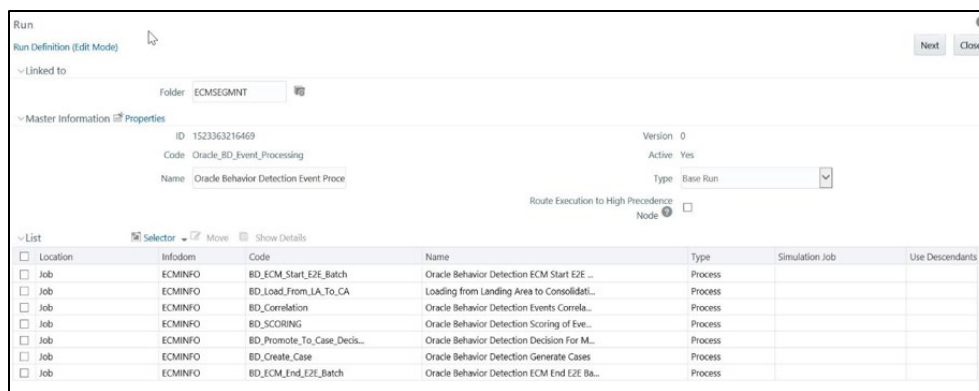 Run
Run Definition (Edit Mode)
Next Close
Linked to
Folder ECMSEGMNT
Master Information Properties
ID 1523363216469 Version 0
Code Oracle_BD_Event_Processing Active Yes
Name Oracle Behavior Detection Event Proce Type Base Run
Route Execution to High Precedence
Node
List Selector Move Show Details
Location Infodom Code Name Type Simulation Job Use Descendants
Job ECMINFO BD_ECM_Start_E2E_Batch Oracle Behavior Detection ECM Start E2E ... Process
Job ECMINFO BD_Load_From_LA_To_CA Loading from Landing Area to Consolidati... Process
Job ECMINFO BD_Correlation Oracle Behavior Detection Events Correla... Process
Job ECMINFO BD_SCORING Oracle Behavior Detection Scoring of Eve... Process
Job ECMINFO BD_Promote_To_Case_Decis... Oracle Behavior Detection Decision For M... Process
Job ECMINFO BD_Create_Case Oracle Behavior Detection Generate Cases Process
Job ECMINFO BD_ECM_End_E2E_Batch Oracle Behavior Detection ECM End E2E Ba... Process